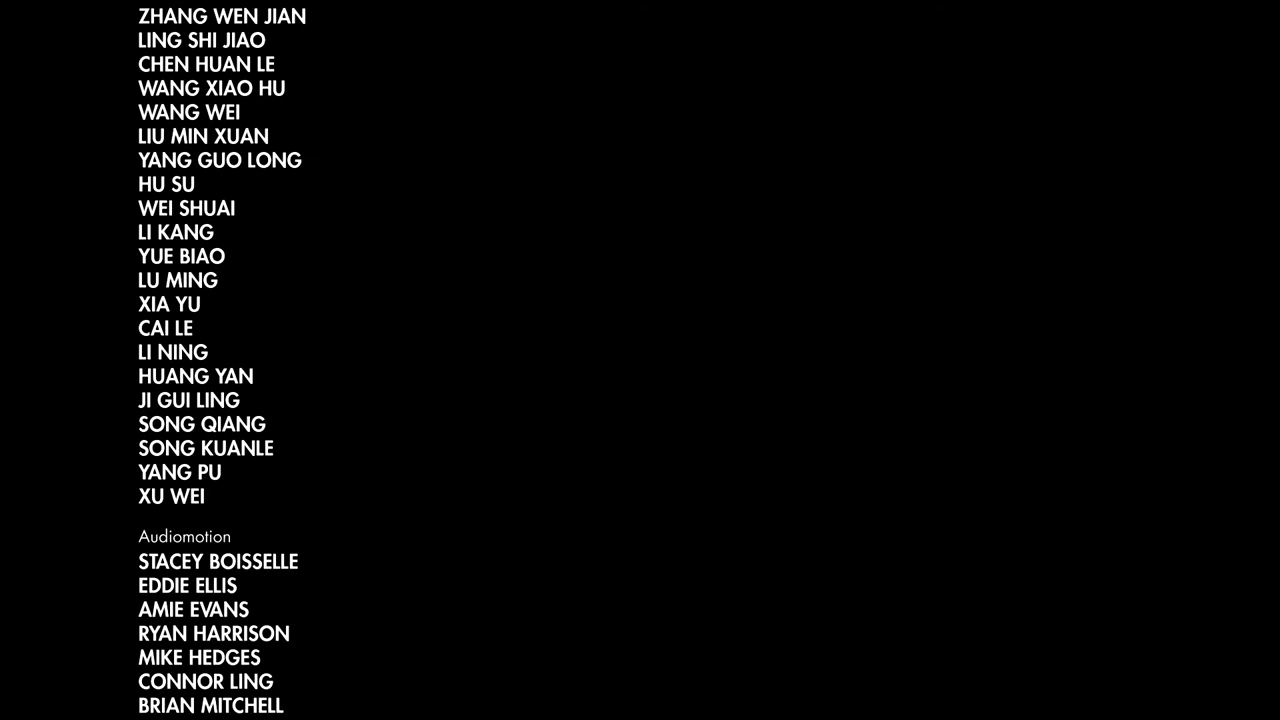 ZHANG WEN JIAN
LING SHI JIAO
CHEN HUAN LE
WANG XIAO HU
WANG WEI
LIU MIN XUAN
YANG GUO LONG
HU SU
WEI SHUAI
LI KANG
YUE BIAO
LU MING
XIA YU
CAI LE
LI NING
HUANG YAN
JI GUI LING
SONG QIANG
SONG KUANLE
YANG PU
XU WEI
Audiomotion
STACEY BOISSELLE
EDDIE ELLIS
AMIE EVANS
RYAN HARRISON
MIKE HEDGES
CONNOR LING
BRIAN MITCHELL